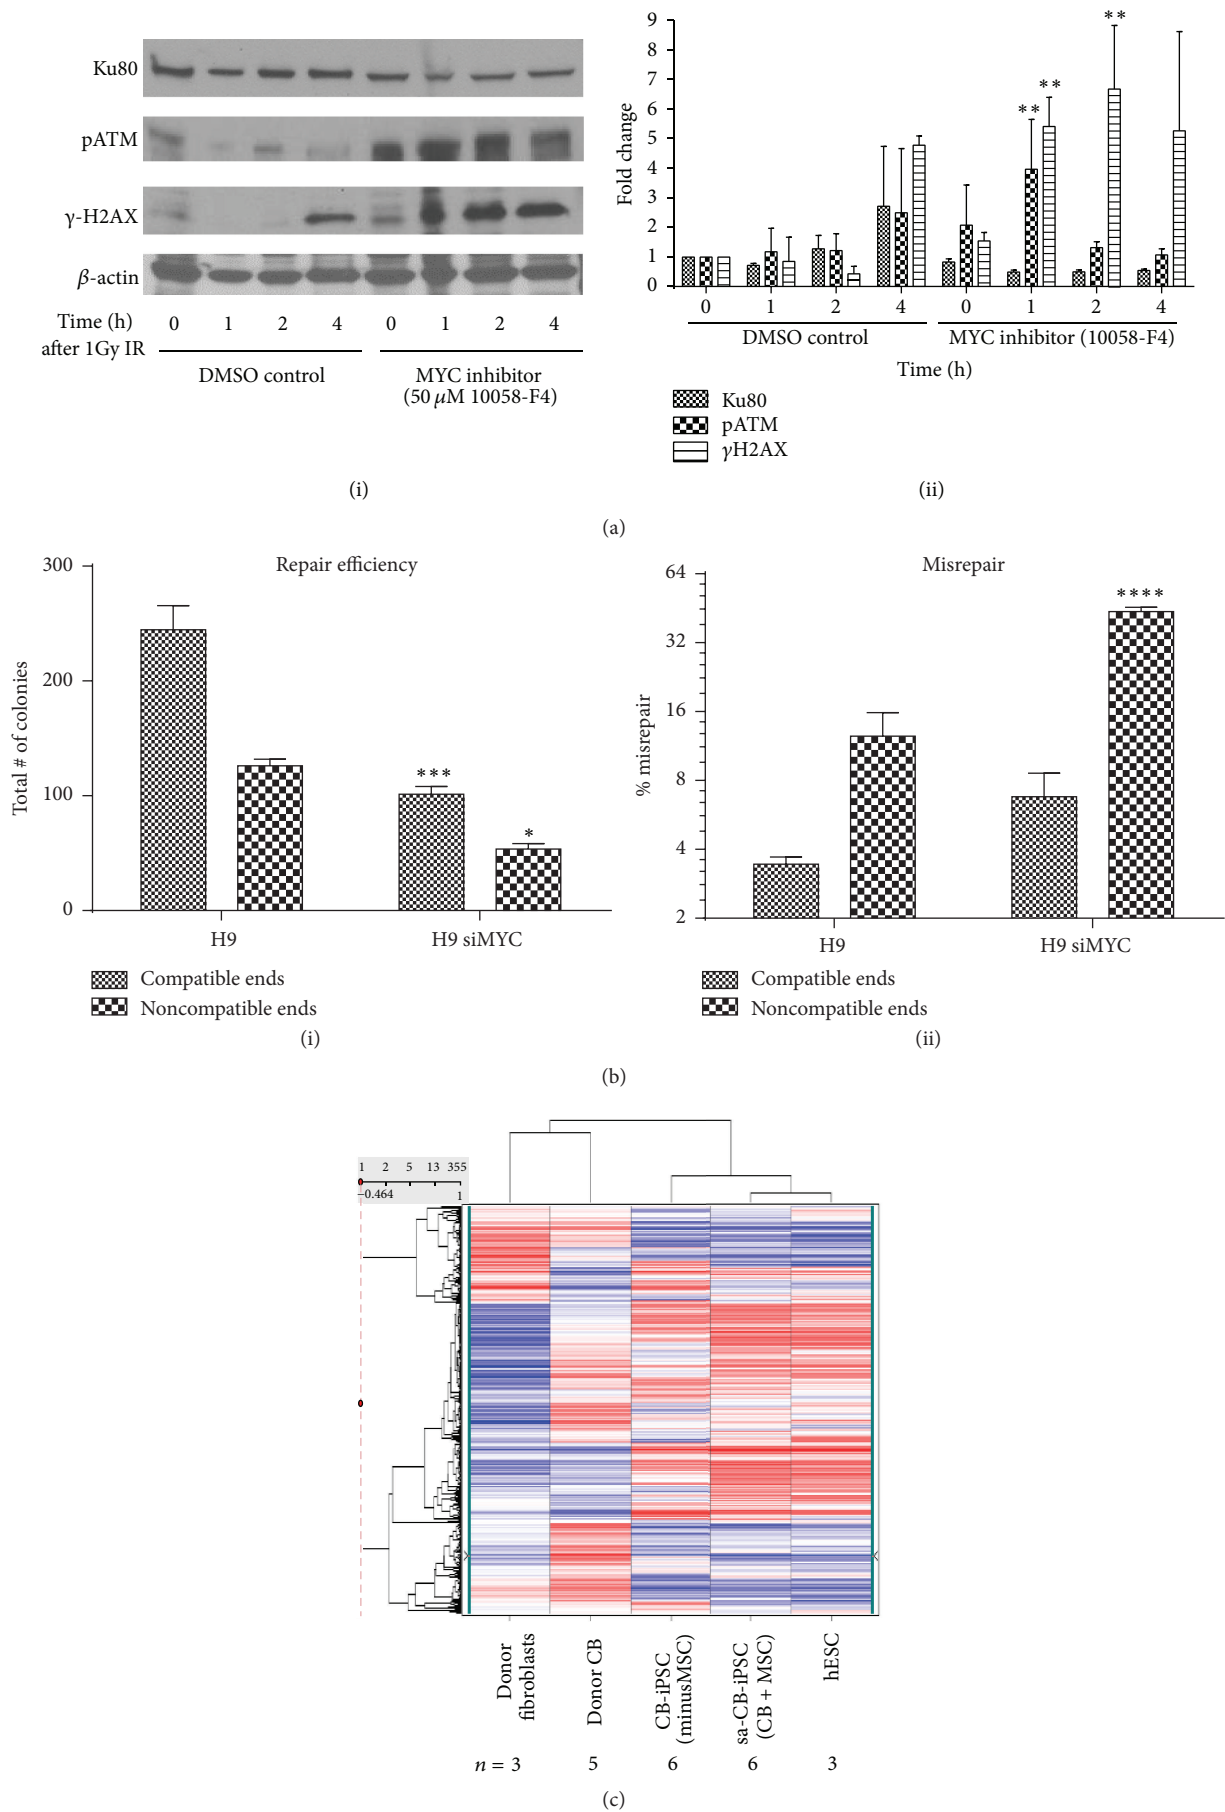 Ku80
pATM
γ-H2AX
β-actin
Time (h)
after 1Gy IR
0 1 2 4 0 1 2 4
DMSO control
MYC inhibitor
(50 μM 10058-F4)
(i)
Fold change
9
8
7
6
5
4
3
2
1
0
** ** **
0 1 2 4 0 1 2 4
DMSO control
MYC inhibitor (10058-F4)
Time (h)
Ku80
pATM
γH2AX
(ii)
(a)
Repair efficiency
Total # of colonies
300
200
100
0
***
*
H9
H9 siMYC
Compatible ends
Noncompatible ends
(i)
Misrepair
% misrepair
64
32
16
8
4
2
****
H9
H9 siMYC
Compatible ends
Noncompatible ends
(ii)
(b)
1 2 5 13 355
−0.464 1
Donor
fibroblasts
Donor CB
CB-iPSC
(minusMSC)
sa-CB-iPSC
(CB + MSC)
hESC
n = 3 5 6 6 3
(c)